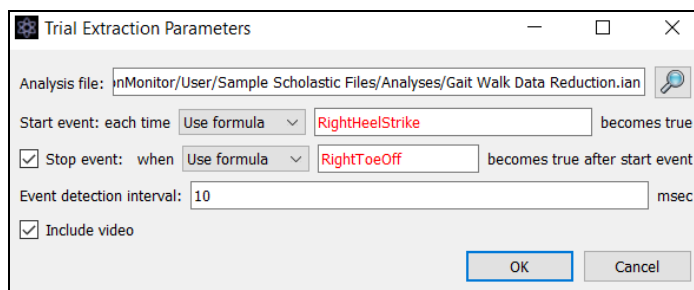 Trial Extraction Parameters
Analysis file: onMonitor/User/Sample Scholastic Files/Analyses/Gait Walk Data Reduction.ian
Start event: each time Use formula RightHeelStrike becomes true
Stop event: when Use formula RightToeOff becomes true after start event
Event detection interval: 10 msec
Include video
OK Cancel